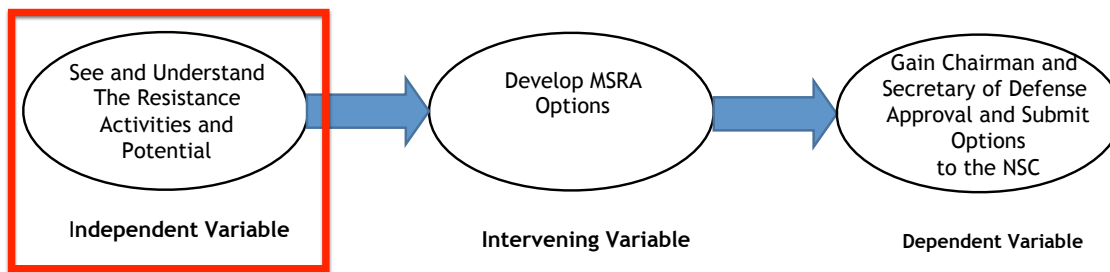 See and Understand
The Resistance
Activities and
Potential
Develop MSRA
Options
Gain Chairman and
Secretary of Defense
Approval and Submit
Options
to the NSC
Independent Variable
Intervening Variable
Dependent Variable